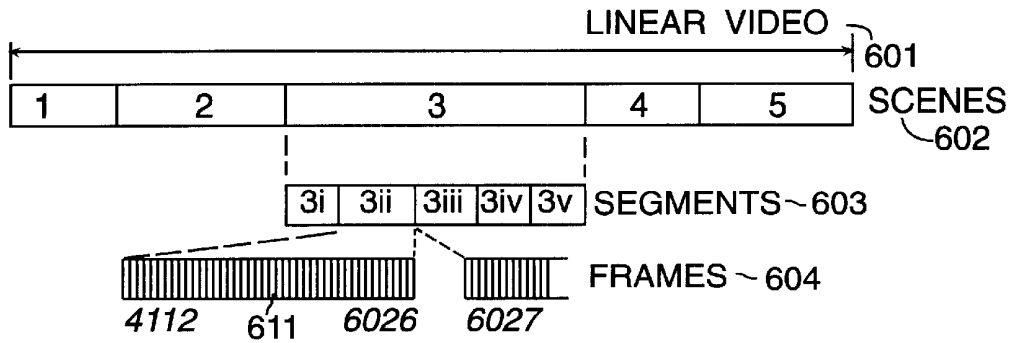 LINEAR VIDEO 601
1 2 3 4 5 SCENES 602
3i 3ii 3iii 3iv 3v SEGMENTS 603
FRAMES 604
4112 611 6026 6027